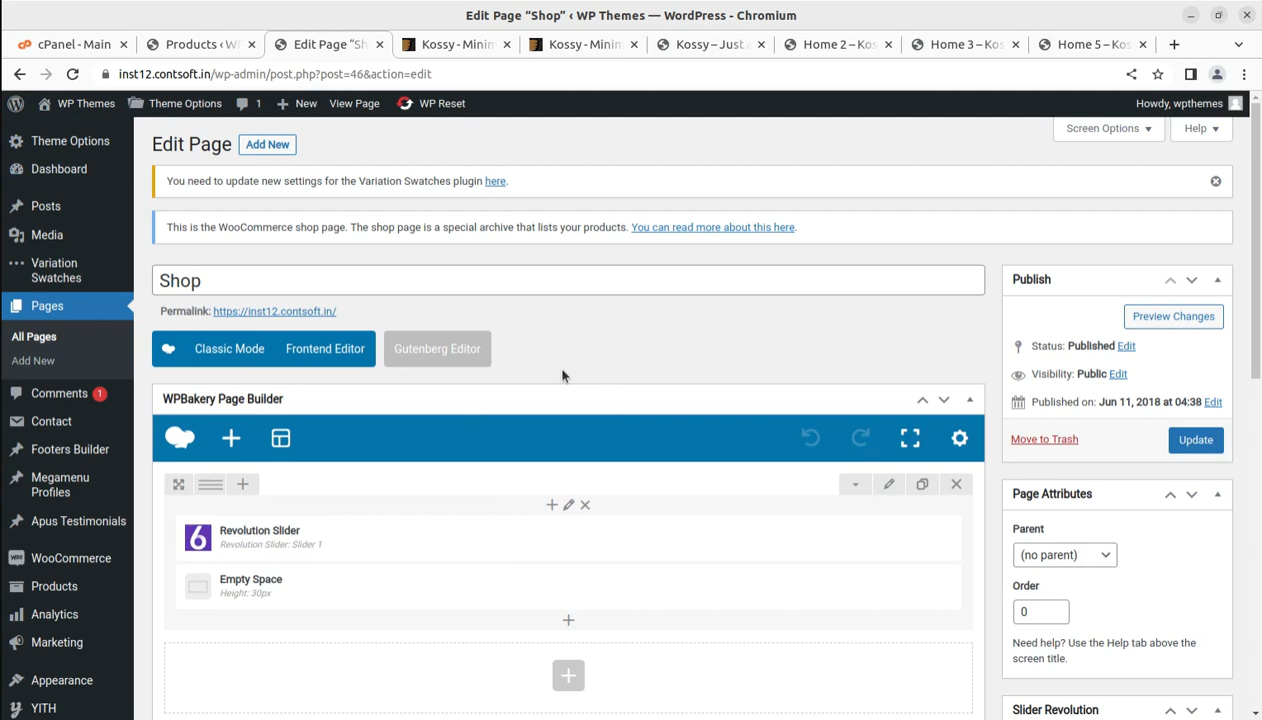 Edit Page “Shop” ‹ WP Themes — WordPress - Chromium
cPanel - Main
Products ‹ W
Edit Page “Sh
Kossy - Minim
Kossy - Minim
Kossy – Just A
Home 2 – Kos
Home 3 – Kos
Home 5 – Kos
inst12.contsoft.in/wp-admin/post.php?post=46&action=edit
WP Themes
Theme Options
1
New
View Page
WP Reset
Howdy, wpthemes
Theme Options
Dashboard
Posts
Media
Variation
Swatches
Pages
All Pages
Add New
Comments 1
Contact
Footers Builder
Megamenu
Profiles
Apus Testimonials
WooCommerce
Products
Analytics
Marketing
Appearance
YITH
Screen Options
Help
Edit Page
Add New
You need to update new settings for the Variation Swatches plugin here.
This is the WooCommerce shop page. The shop page is a special archive that lists your products. You can read more about this here.
Shop
Permalink: https://inst12.contsoft.in/
Classic Mode
Frontend Editor
Gutenberg Editor
WPBakery Page Builder
6
Revolution Slider
Revolution Slider: Slider 1
Empty Space
Height: 30px
Publish
Preview Changes
Status: Published Edit
Visibility: Public Edit
Published on: Jun 11, 2018 at 04:38 Edit
Move to Trash
Update
Page Attributes
Parent
(no parent)
Order
0
Need help? Use the Help tab above the
screen title.
Slider Revolution